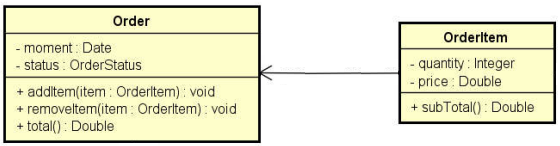 Order
- moment : Date
- status : OrderStatus
+ addItem(item : OrderItem) : void
+ removeItem(item : OrderItem) : void
+ total() : Double
OrderItem
- quantity : Integer
- price : Double
+ subTotal() : Double